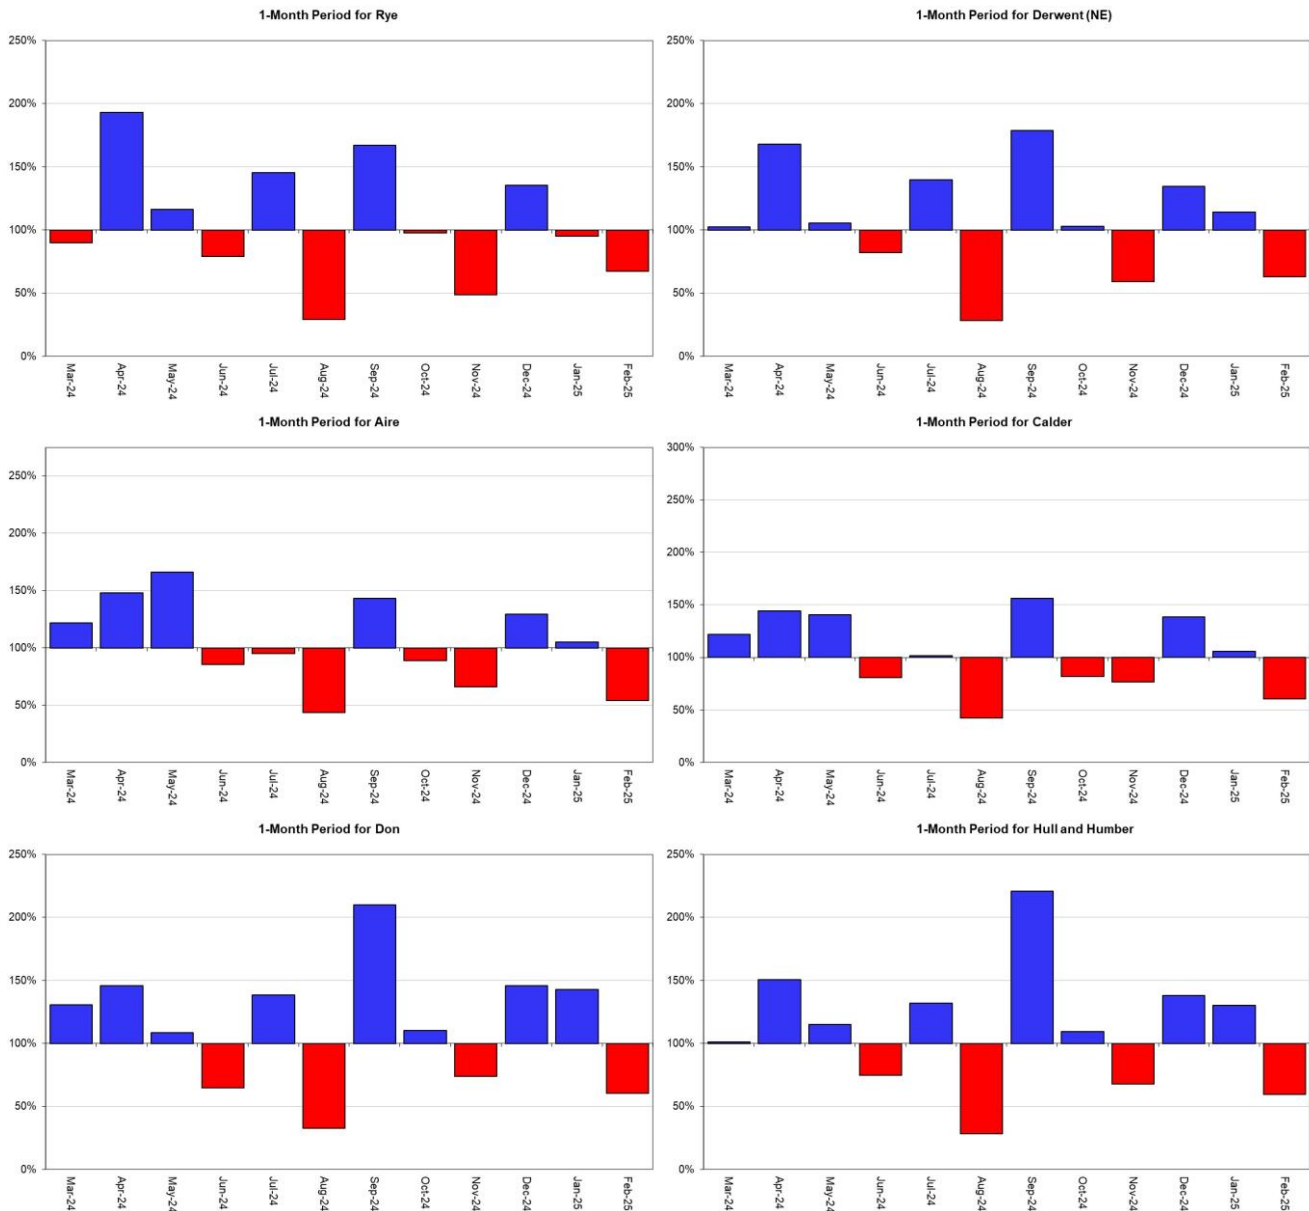 1-Month Period for Rye
250%
200%
150%
100%
50%
0%
Mar-24
Apr-24
May-24
Jun-24
Jul-24
Aug-24
Sep-24
Oct-24
Nov-24
Dec-24
Jan-25
Feb-25
1-Month Period for Derwent (NE)
250%
200%
150%
100%
50%
0%
Mar-24
Apr-24
May-24
Jun-24
Jul-24
Aug-24
Sep-24
Oct-24
Nov-24
Dec-24
Jan-25
Feb-25
1-Month Period for Aire
250%
200%
150%
100%
50%
0%
Mar-24
Apr-24
May-24
Jun-24
Jul-24
Aug-24
Sep-24
Oct-24
Nov-24
Dec-24
Jan-25
Feb-25
1-Month Period for Calder
300%
250%
200%
150%
100%
50%
0%
Mar-24
Apr-24
May-24
Jun-24
Jul-24
Aug-24
Sep-24
Oct-24
Nov-24
Dec-24
Jan-25
Feb-25
1-Month Period for Don
250%
200%
150%
100%
50%
0%
Mar-24
Apr-24
May-24
Jun-24
Jul-24
Aug-24
Sep-24
Oct-24
Nov-24
Dec-24
Jan-25
Feb-25
1-Month Period for Hull and Humber
250%
200%
150%
100%
50%
0%
Mar-24
Apr-24
May-24
Jun-24
Jul-24
Aug-24
Sep-24
Oct-24
Nov-24
Dec-24
Jan-25
Feb-25